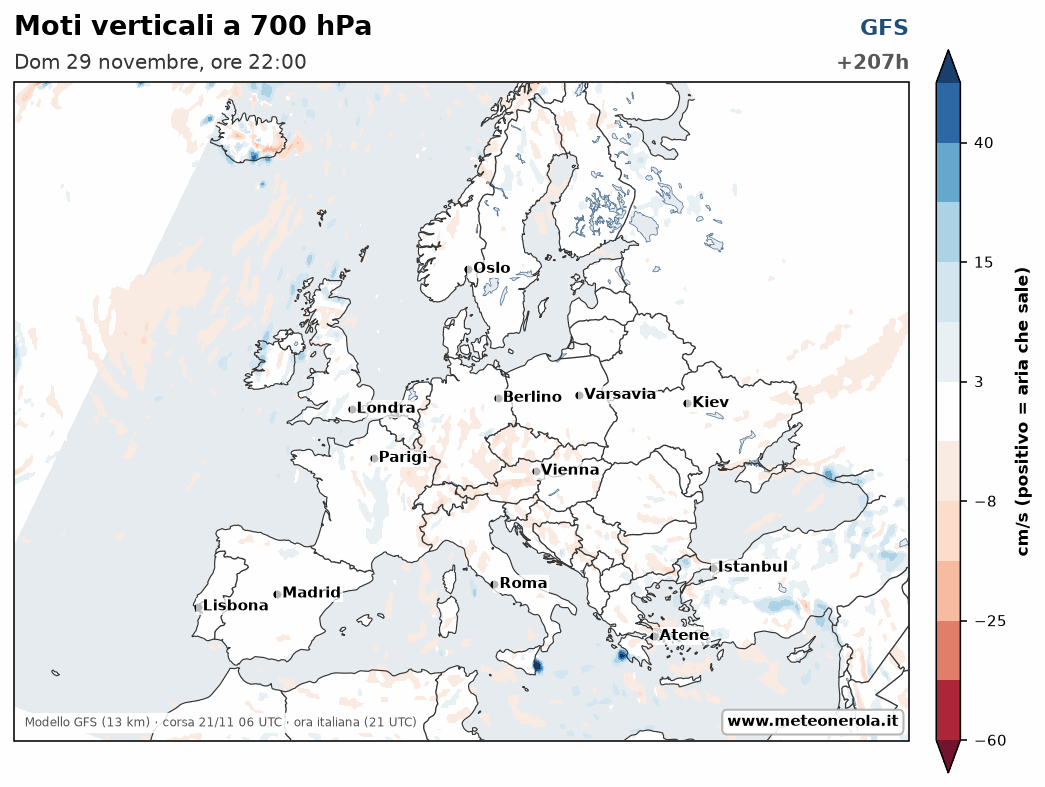 Moti verticali a 700 hPa
GFS
Dom 29 novembre, ore 22:00
+207h
Oslo
Londra
Berlino
Varsavia
Kiev
Parigi
Vienna
Istanbul
Roma
Madrid
Lisbona
Atene
Modello GFS (13 km) · corsa 21/11 06 UTC · ora italiana (21 UTC)
www.meteonerola.it
40
15
3
−8
−25
−60
cm/s (positivo = aria che sale)